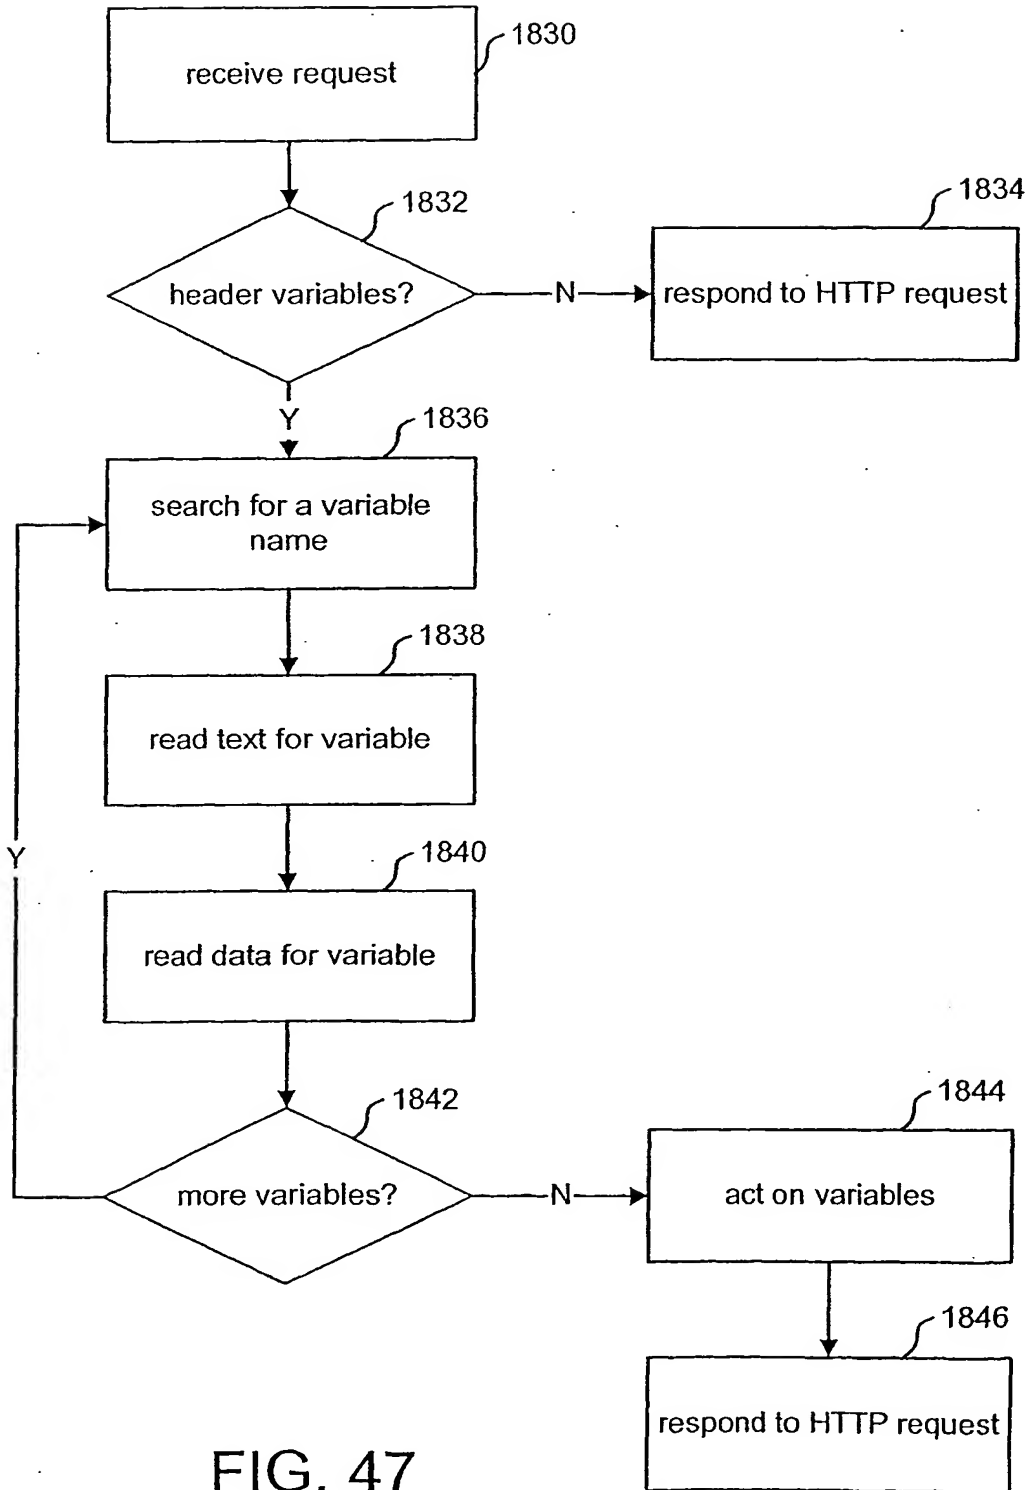 1830
receive request
1832
1834
header variables?
N
respond to HTTP request
Y
1836
search for a variable
name
1838
read text for variable
Y
1840
read data for variable
1842
1844
more variables?
N
act on variables
1846
respond to HTTP request
FIG. 47